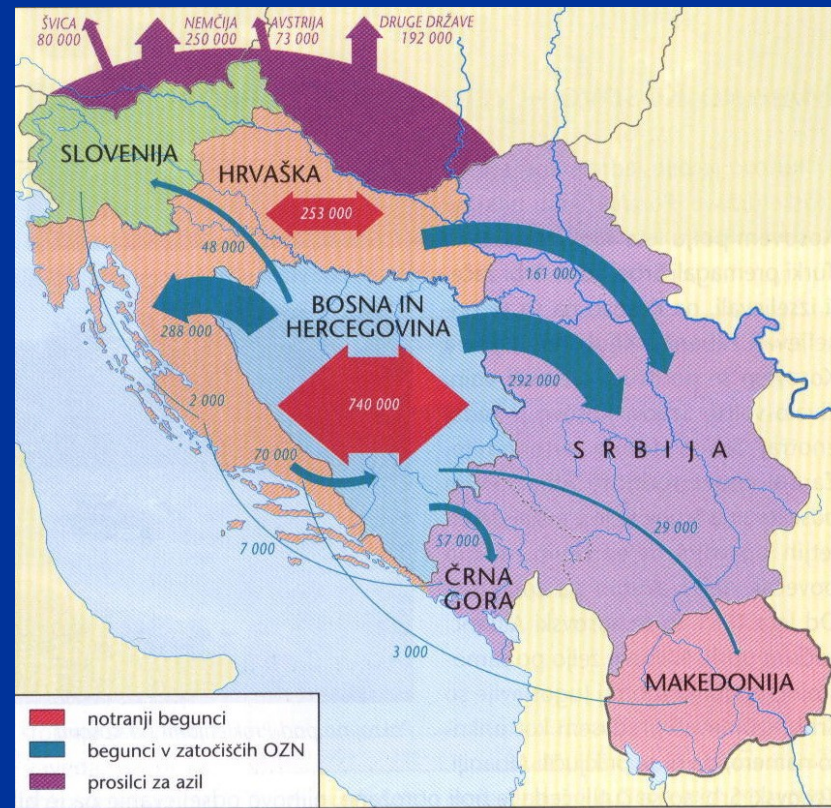 ŠVICA
80 000
NEMČIJA
250 000
AVSTRIJA
73 000
DRUGE DRŽAVE
192 000
SLOVENIJA
HRVAŠKA
253 000
48 000
161 000
BOSNA IN
HERCEGOVINA
288 000
292 000
740 000
2 000
SRBIJA
70 000
29 000
7 000
57 000
ČRNA
GORA
3 000
MAKEDONIJA
notranji begunci
begunci v zatočiščih OZN
prosilci za azil